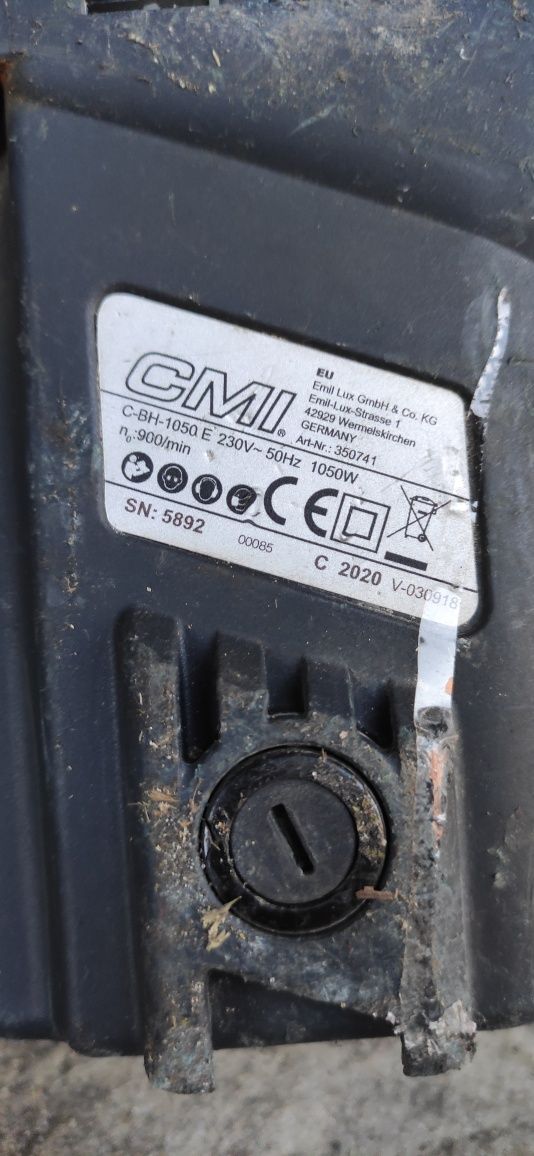 CMI®
EU
Emil Lux GmbH & Co. KG
Emil-Lux-Strasse 1
42929 Wermelskirchen
GERMANY
Art-Nr.: 350741
C-BH-1050 E 230V~ 50Hz 1050W
n₀:900/min
CE
SN: 5892
00085
C 2020
V-030918